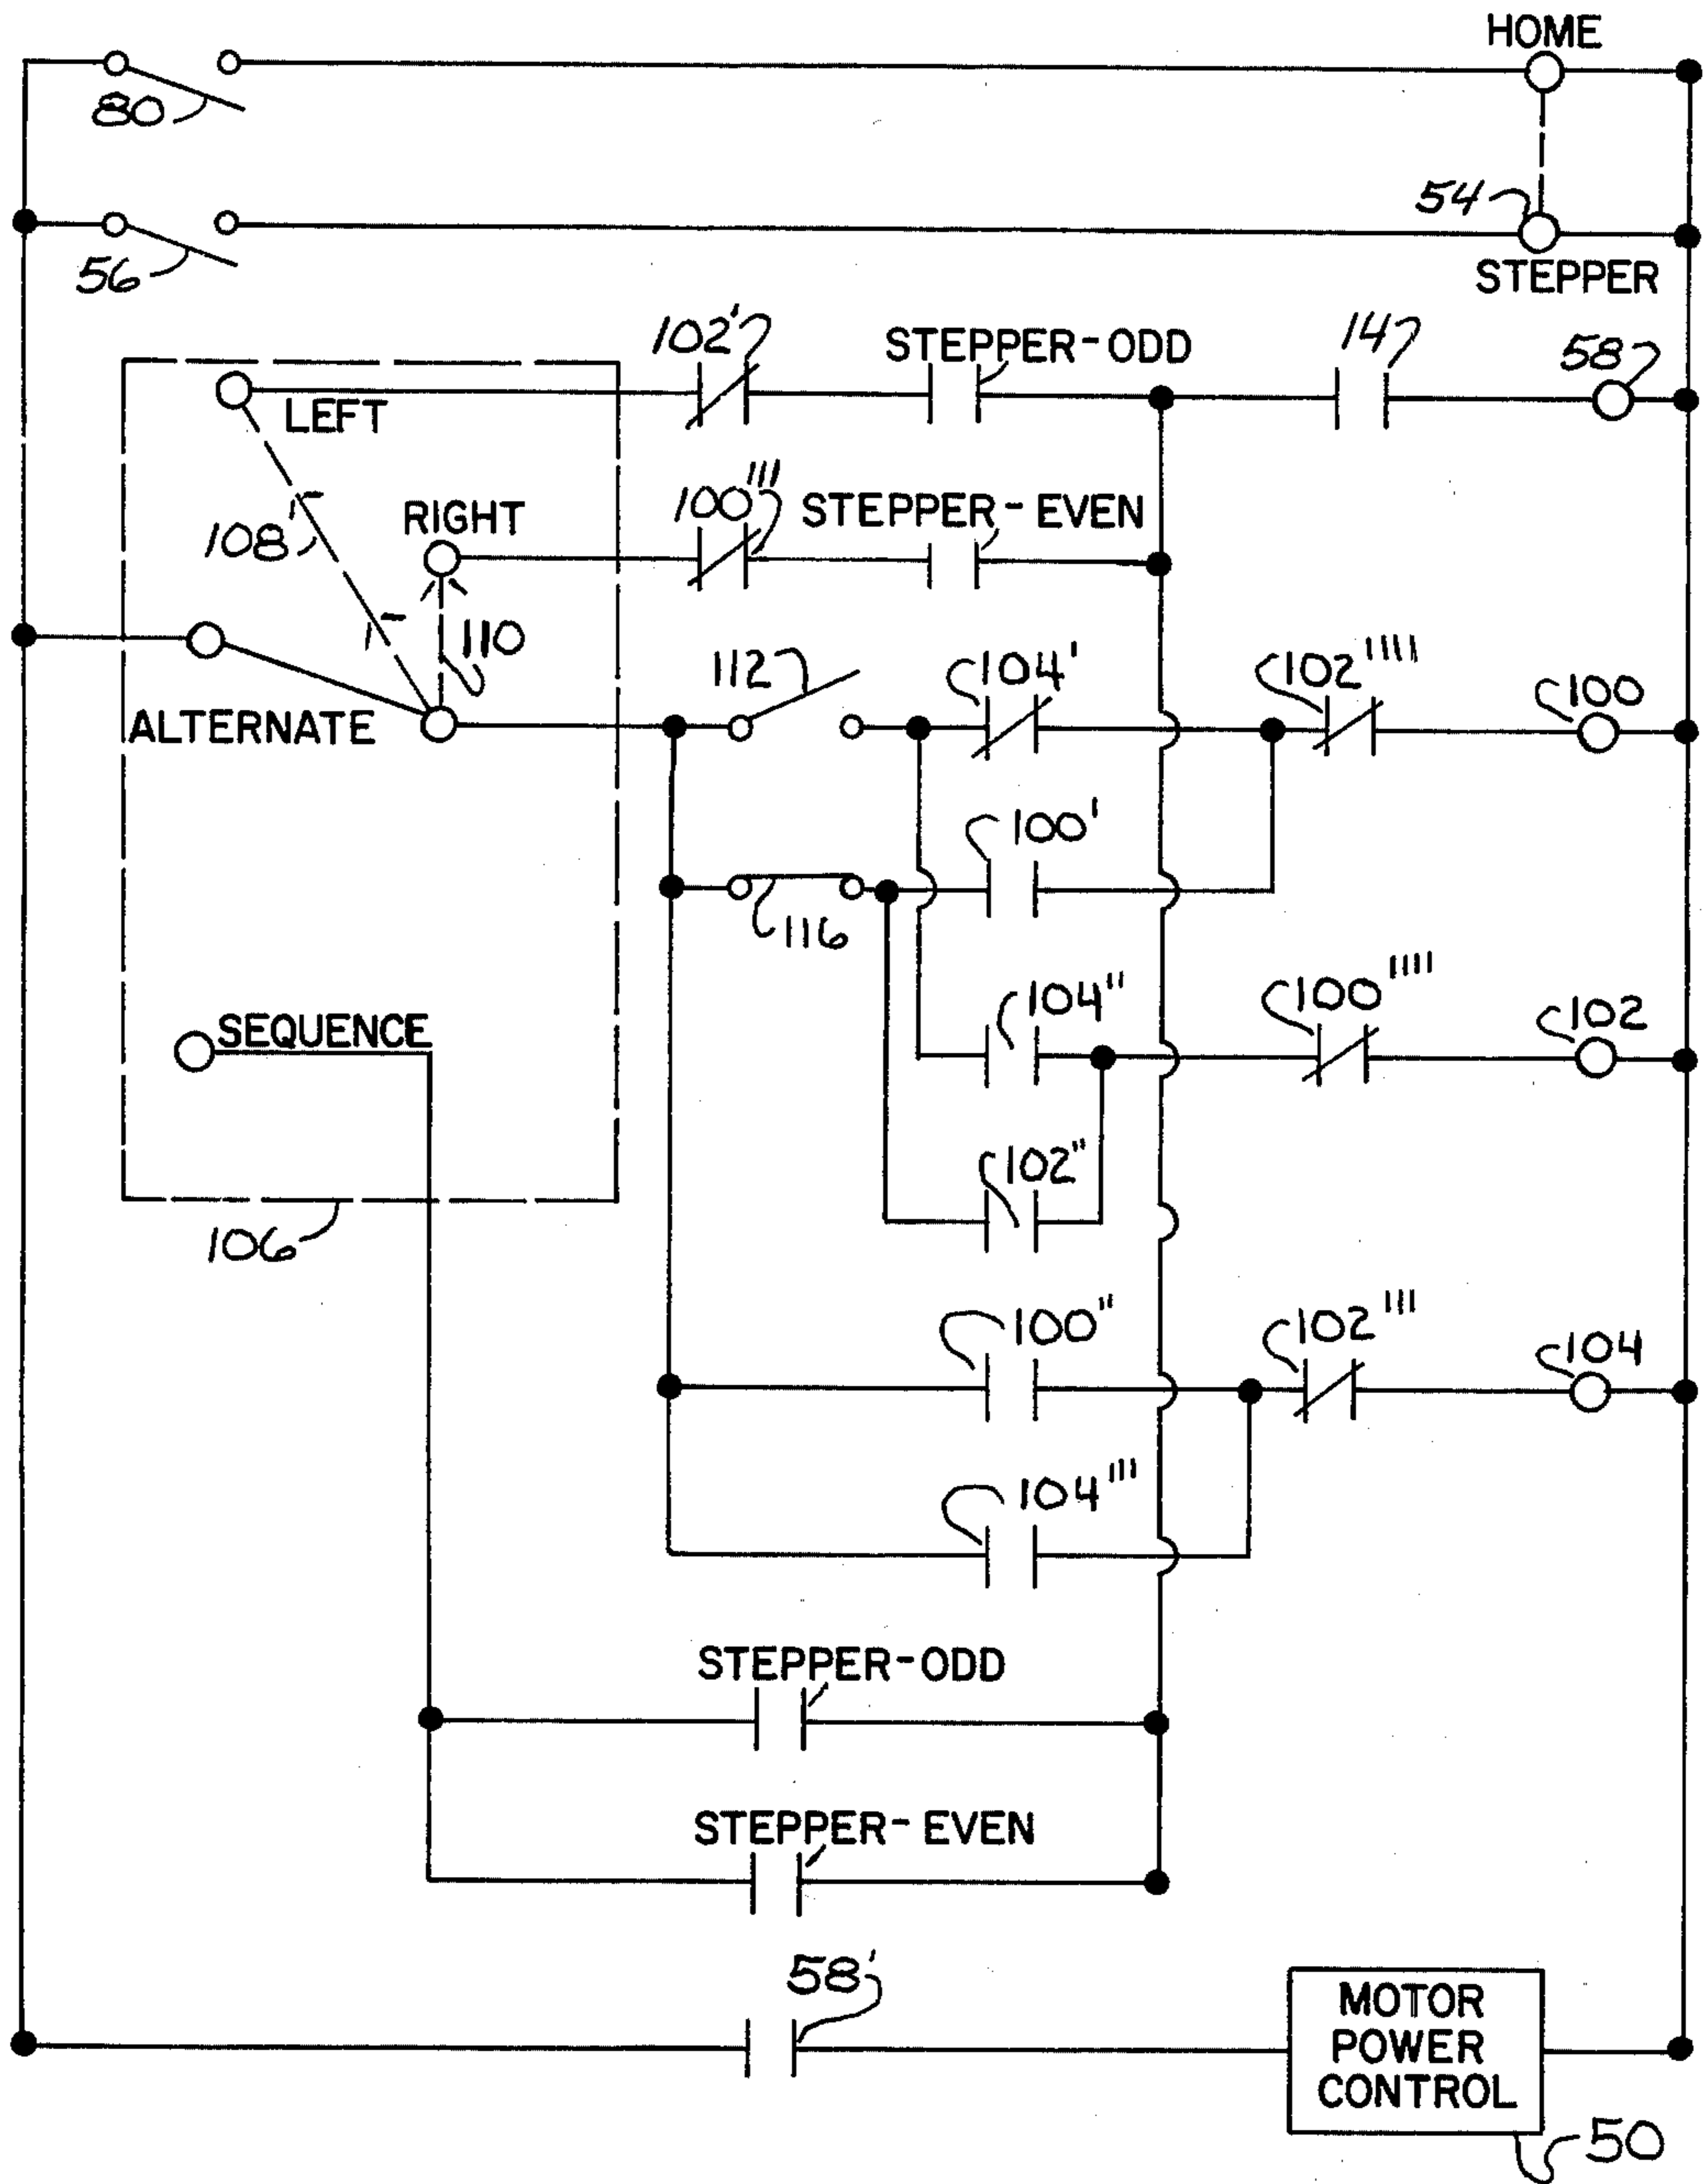 HOME
80
54
56
STEPPER
102'
STEPPER-ODD
14
58
LEFT
100'''
STEPPER-EVEN
RIGHT
108
110
112
104'
102''''
100
ALTERNATE
100'
116
104''
100''''
102
SEQUENCE
102''
106
100''
102'''
104
104'''
STEPPER-ODD
STEPPER-EVEN
58'
MOTOR
POWER
CONTROL
50